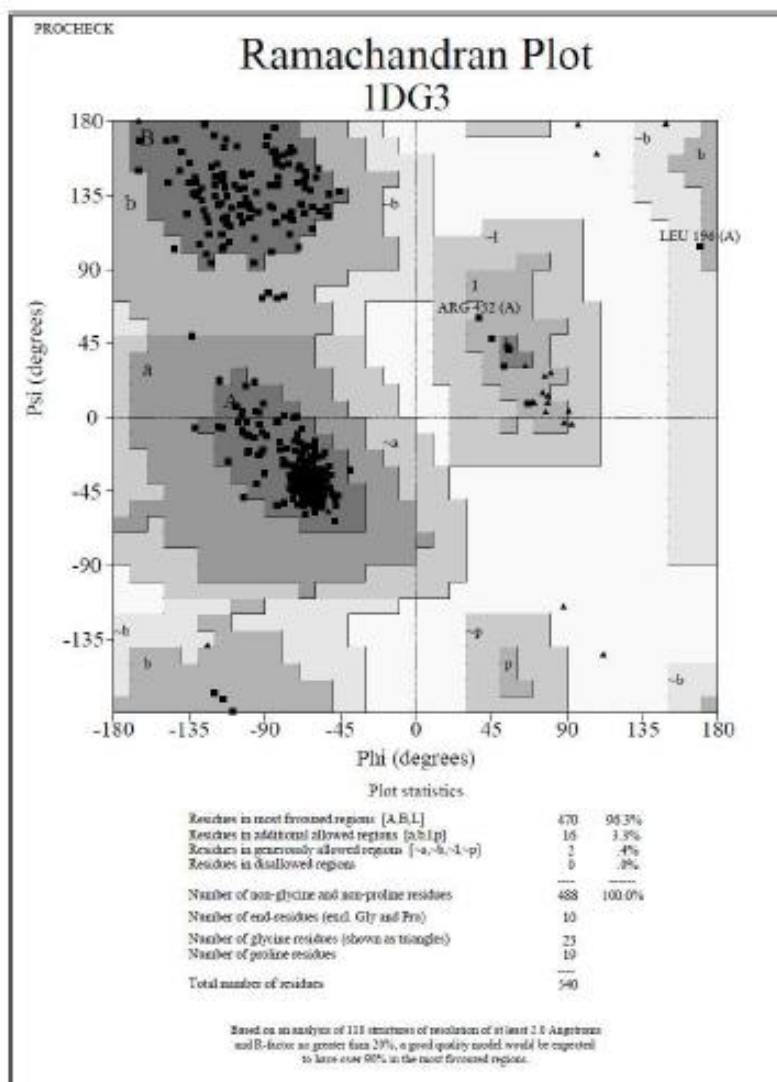 PROCHECK
Ramachandran Plot
1DG3
180
135
90
45
0
-45
-90
-135
Psi (degrees)
B
b
~b
~b
b
~l
l
LEU 196 (A)
a
A
~a
~b
b
~p
p
~b
-180
-135
-90
-45
0
45
90
135
180
Phi (degrees)
Plot statistics
Residues in most favoured regions [A,B,L] 470 96.3%
Residues in additional allowed regions [a,b,l,p] 16 3.3%
Residues in generously allowed regions [~a,~b,~l,~p] 2 .4%
Residues in disallowed regions 0 .0%
---- ------
Number of non-glycine and non-proline residues 488 100.0%
Number of end-residues (excl. Gly and Pro) 10
Number of glycine residues (shown as triangles) 23
Number of proline residues 19
----
Total number of residues 540
Based on an analysis of 118 structures of resolution of at least 2.0 Angstroms
and R-factor no greater than 20%, a good quality model would be expected
to have over 90% in the most favoured regions.